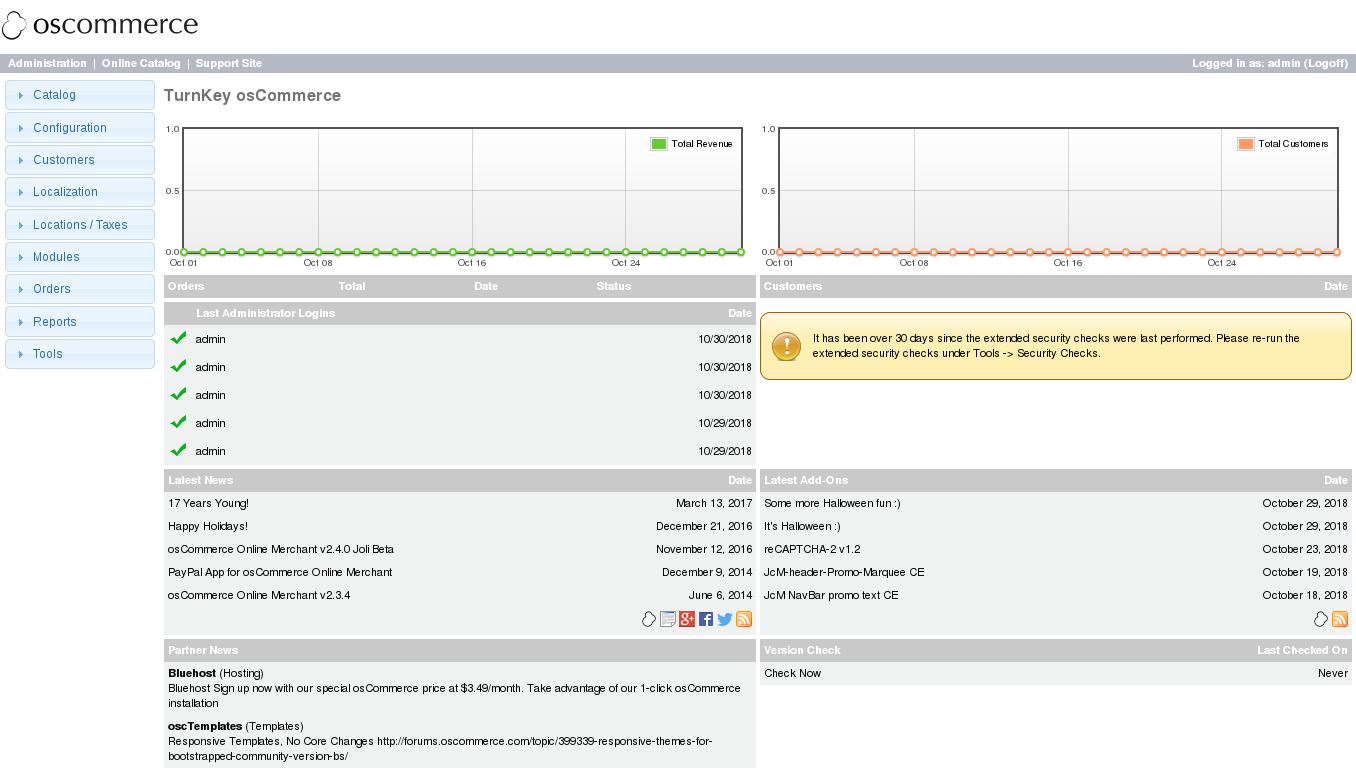 oscommerce
Administration | Online Catalog | Support Site
Logged in as: admin (Logoff)
Catalog
Configuration
Customers
Localization
Locations / Taxes
Modules
Orders
Reports
Tools
TurnKey osCommerce
1.0
0.5
0.0
Total Revenue
Oct 01 Oct 08 Oct 16 Oct 24
1.0
0.5
0.0
Total Customers
Oct 01 Oct 08 Oct 16 Oct 24
Orders Total Date Status
Customers Date
Last Administrator Logins Date
admin 10/30/2018
admin 10/30/2018
admin 10/30/2018
admin 10/29/2018
admin 10/29/2018
It has been over 30 days since the extended security checks were last performed. Please re-run the
extended security checks under Tools -> Security Checks.
Latest News Date
17 Years Young! March 13, 2017
Happy Holidays! December 21, 2016
osCommerce Online Merchant v2.4.0 Joli Beta November 12, 2016
PayPal App for osCommerce Online Merchant December 9, 2014
osCommerce Online Merchant v2.3.4 June 6, 2014
Latest Add-Ons Date
Some more Halloween fun :) October 29, 2018
It's Halloween :) October 29, 2018
reCAPTCHA-2 v1.2 October 23, 2018
JcM-header-Promo-Marquee CE October 19, 2018
JcM NavBar promo text CE October 18, 2018
Partner News
Bluehost (Hosting)
Bluehost Sign up now with our special osCommerce price at $3.49/month. Take advantage of our 1-click osCommerce
installation
oscTemplates (Templates)
Responsive Templates, No Core Changes http://forums.oscommerce.com/topic/399339-responsive-themes-for-
bootstrapped-community-version-bs/
Version Check Last Checked On
Check Now Never